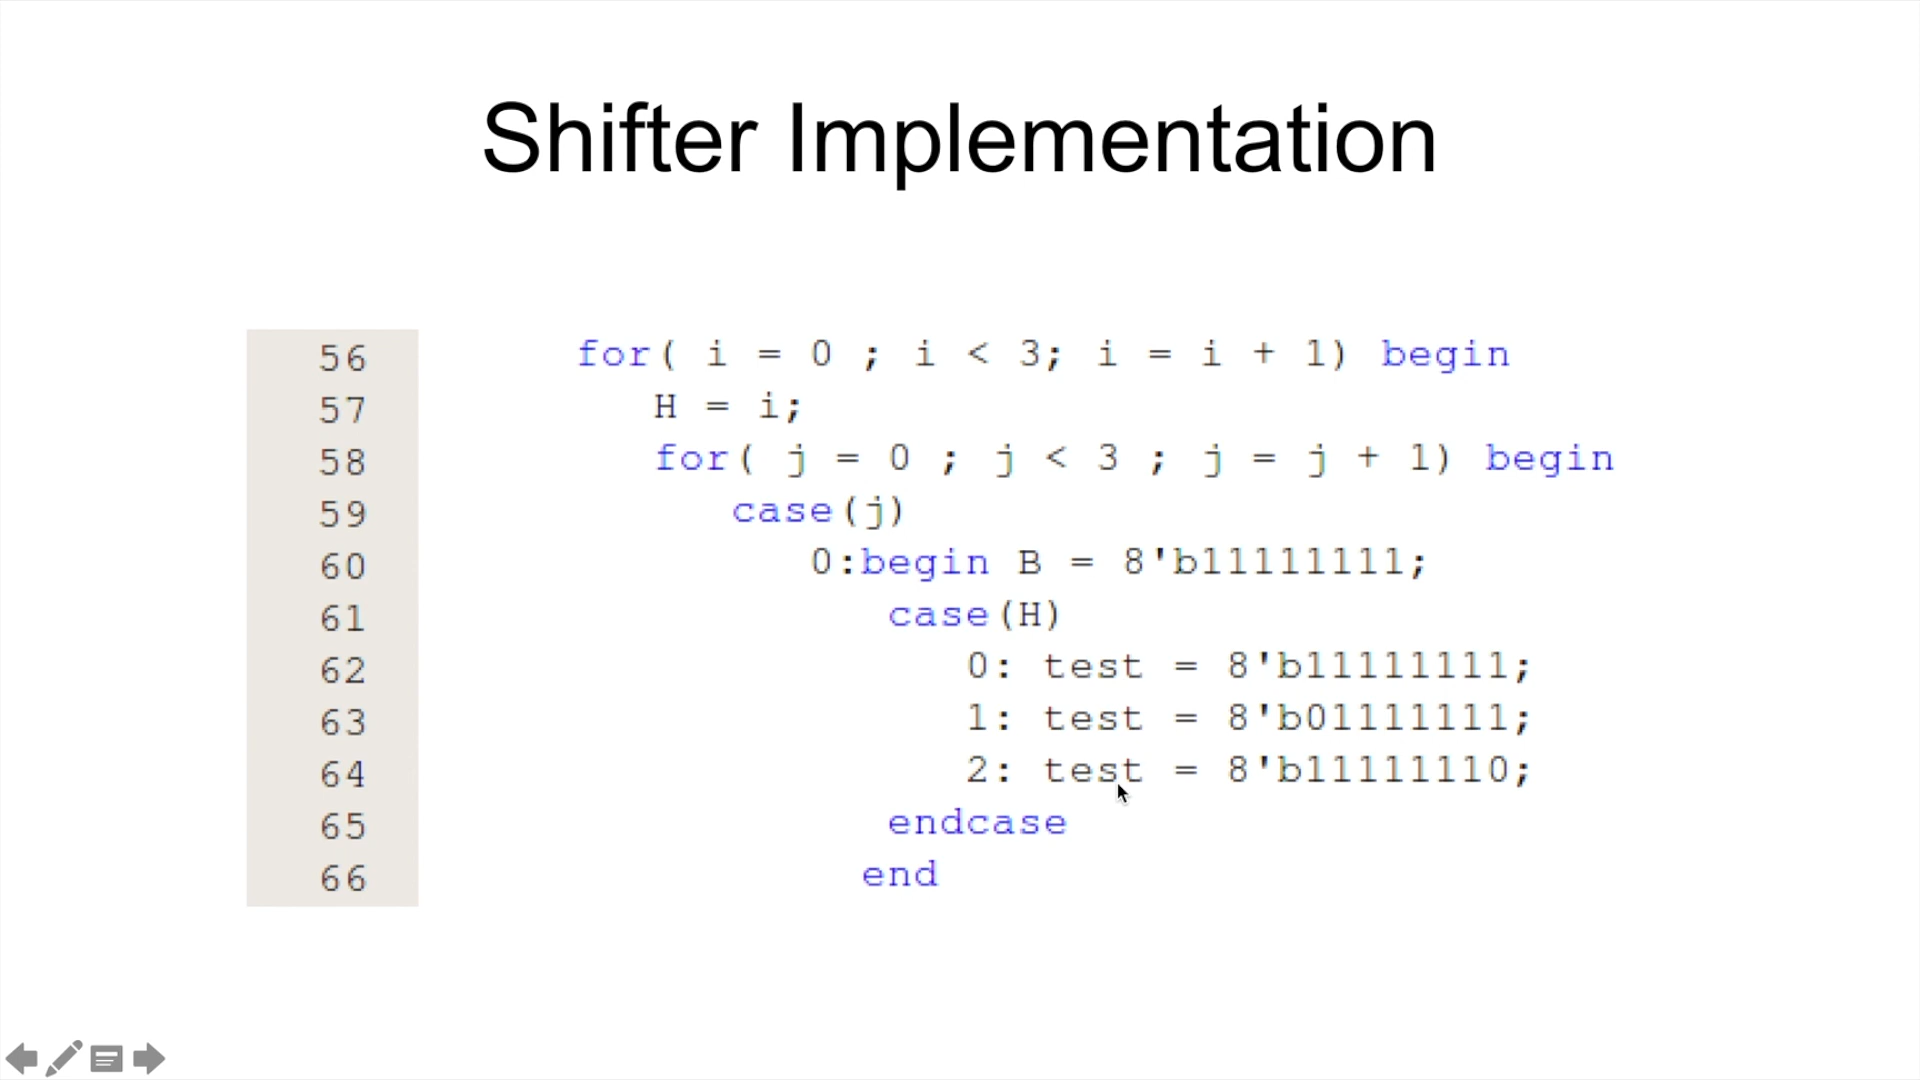 Shifter Implementation
56 for( i = 0 ; i < 3; i = i + 1) begin
57 H = i;
58 for( j = 0 ; j < 3 ; j = j + 1) begin
59 case(j)
60 0:begin B = 8'b11111111;
61 case(H)
62 0: test = 8'b11111111;
63 1: test = 8'b01111111;
64 2: test = 8'b11111110;
65 endcase
66 end